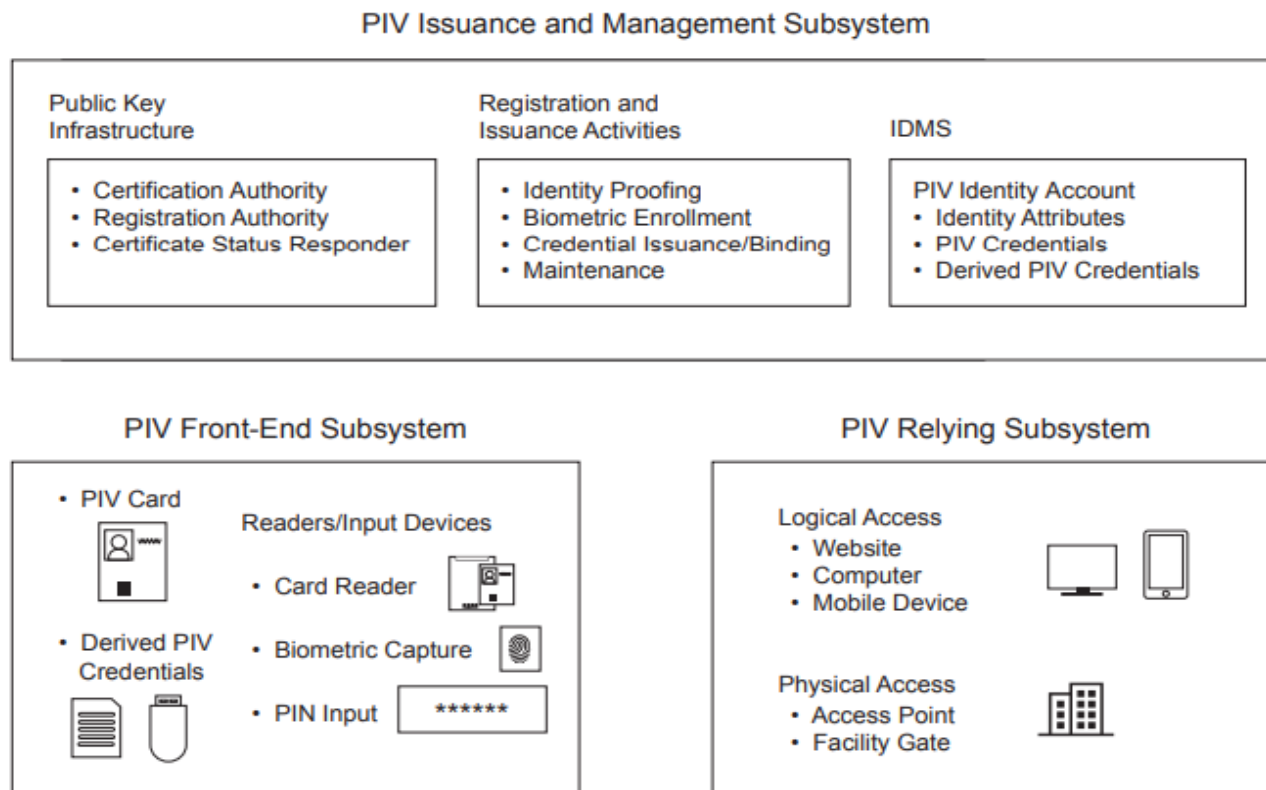 PIV Issuance and Management Subsystem
Public Key
Infrastructure
• Certification Authority
• Registration Authority
• Certificate Status Responder
Registration and
Issuance Activities
• Identity Proofing
• Biometric Enrollment
• Credential Issuance/Binding
• Maintenance
IDMS
PIV Identity Account
• Identity Attributes
• PIV Credentials
• Derived PIV Credentials
PIV Front-End Subsystem
• PIV Card
• Derived PIV
Credentials
Readers/Input Devices
• Card Reader
• Biometric Capture
• PIN Input
******
PIV Relying Subsystem
Logical Access
• Website
• Computer
• Mobile Device
Physical Access
• Access Point
• Facility Gate